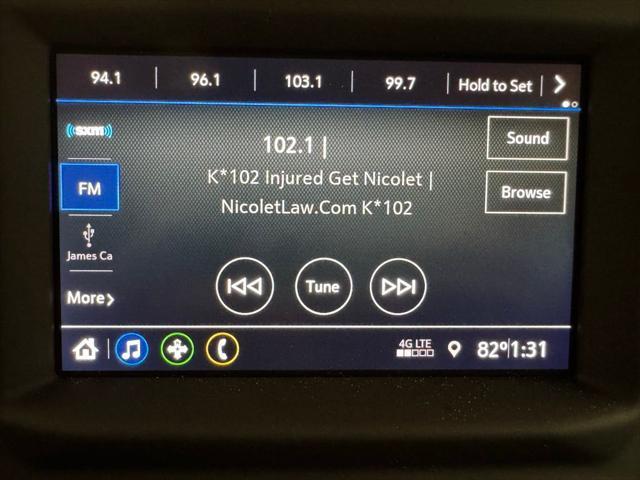 94.1 | 96.1 | 103.1 | 99.7 | Hold to Set |
((sxm))
102.1 |
Sound
FM
K*102 Injured Get Nicolet |
NicoletLaw.Com K*102
Browse
James Ca
Tune
More
4G LTE
82° 1:31